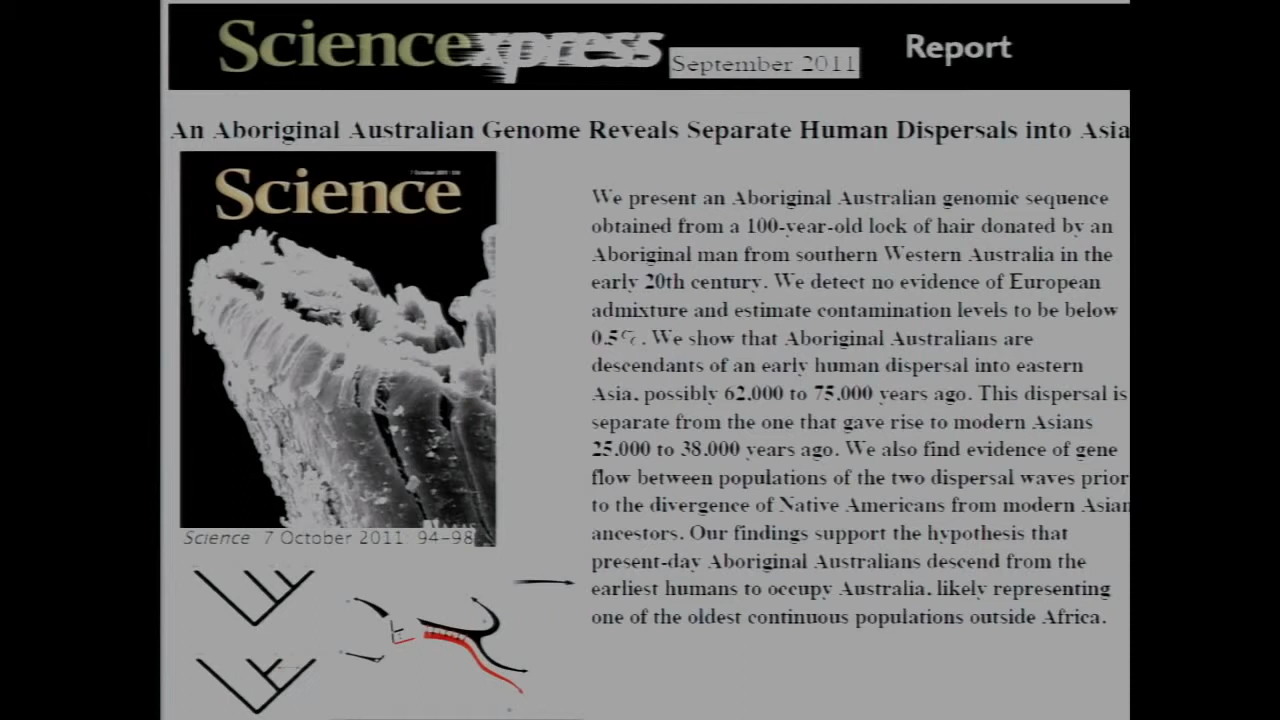 Sciencexpress
September 2011
Report
An Aboriginal Australian Genome Reveals Separate Human Dispersals into Asia
Science
We present an Aboriginal Australian genomic sequence
obtained from a 100-year-old lock of hair donated by an
Aboriginal man from southern Western Australia in the
early 20th century. We detect no evidence of European
admixture and estimate contamination levels to be below
0.5%. We show that Aboriginal Australians are
descendants of an early human dispersal into eastern
Asia, possibly 62,000 to 75,000 years ago. This dispersal is
separate from the one that gave rise to modern Asians
25,000 to 38,000 years ago. We also find evidence of gene
flow between populations of the two dispersal waves prior
to the divergence of Native Americans from modern Asian
ancestors. Our findings support the hypothesis that
present-day Aboriginal Australians descend from the
earliest humans to occupy Australia, likely representing
one of the oldest continuous populations outside Africa.
Science 7 October 2011: 94–98